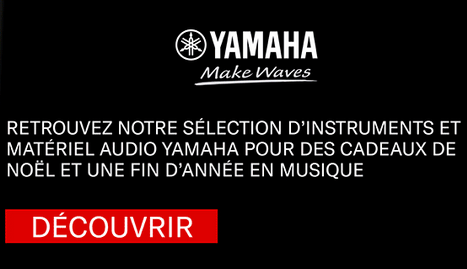 YAMAHA
Make Waves
RETROUVEZ NOTRE SÉLECTION D'INSTRUMENTS ET
MATÉRIEL AUDIO YAMAHA POUR DES CADEAUX DE
NOËL ET UNE FIN D'ANNÉE EN MUSIQUE
DÉCOUVRIR